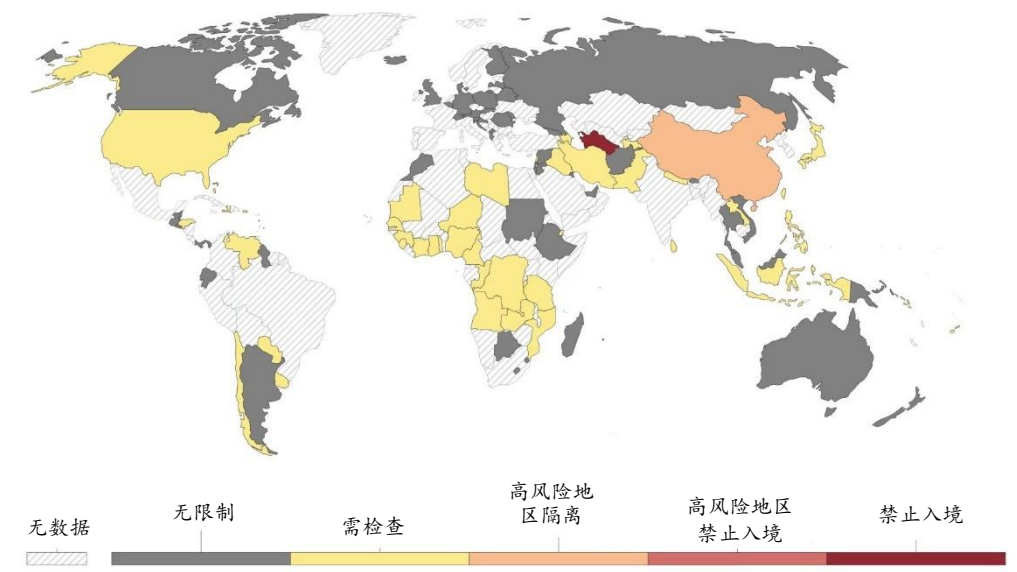 无数据
无限制
需检查
高风险地
区隔离
高风险地区
禁止入境
禁止入境